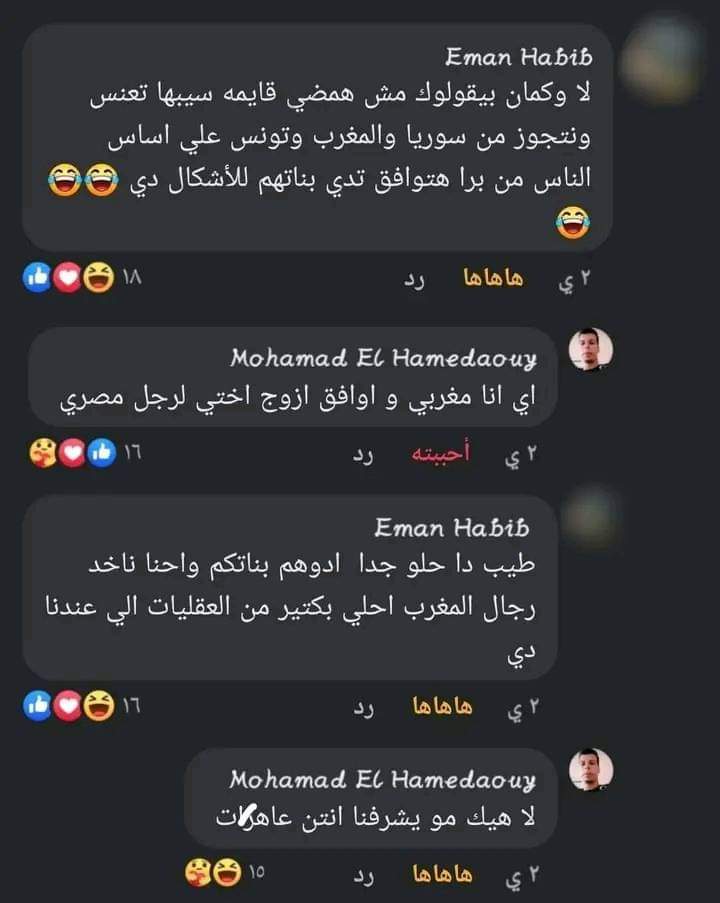 Eman Habib
لا وكمان بيقولوك مش همضي قايمه سيبها تعنس
ونتجوز من سوريا والمغرب وتونس علي اساس
الناس من برا هتوافق تدي بناتهم للأشكال دي 😂😂
😂
٢ ي هاهاها رد ١٨
Mohamad El Hamedaouy
اي انا مغربي و اوافق ازوج اختي لرجل مصري
٢ ي أحببته رد ١٦
Eman Habib
طيب دا حلو جدا ادوهم بناتكم واحنا ناخد
رجال المغرب احلي بكتير من العقليات الي عندنا
دي
٢ ي هاهاها رد ١٦
Mohamad El Hamedaouy
لا هيك مو يشرفنا انتن عاهرات
٢ ي هاهاها رد ١٥